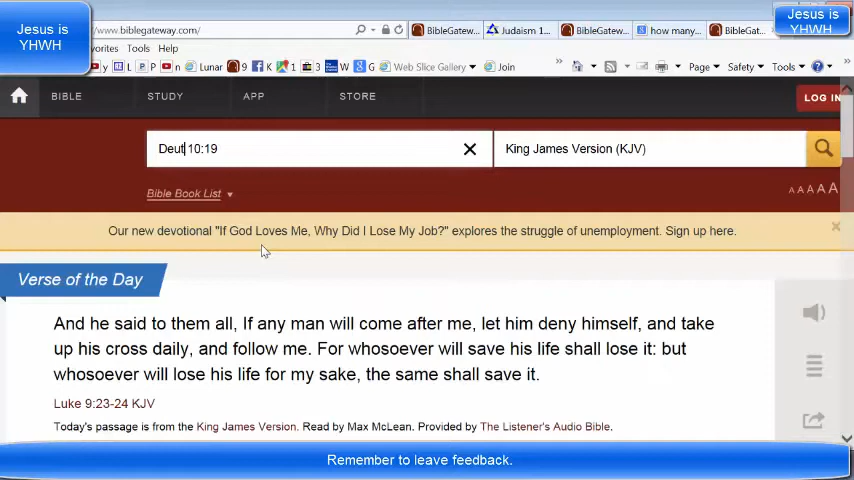 Jesus is
YHWH
www.biblegateway.com/
BibleGatew...
Judaism 1...
BibleGatew...
how many...
BibleGat...
Jesus is
YHWH
avorites Tools Help
y L P n Lunar 9 K 1 3 W G Web Slice Gallery Join
Page Safety Tools
BIBLE STUDY APP STORE LOG IN
Deut 10:19
King James Version (KJV)
Bible Book List
A A A A A
Our new devotional "If God Loves Me, Why Did I Lose My Job?" explores the struggle of unemployment. Sign up here.
Verse of the Day
And he said to them all, If any man will come after me, let him deny himself, and take
up his cross daily, and follow me. For whosoever will save his life shall lose it: but
whosoever will lose his life for my sake, the same shall save it.
Luke 9:23-24 KJV
Today's passage is from the King James Version. Read by Max McLean. Provided by The Listener's Audio Bible.
Remember to leave feedback.